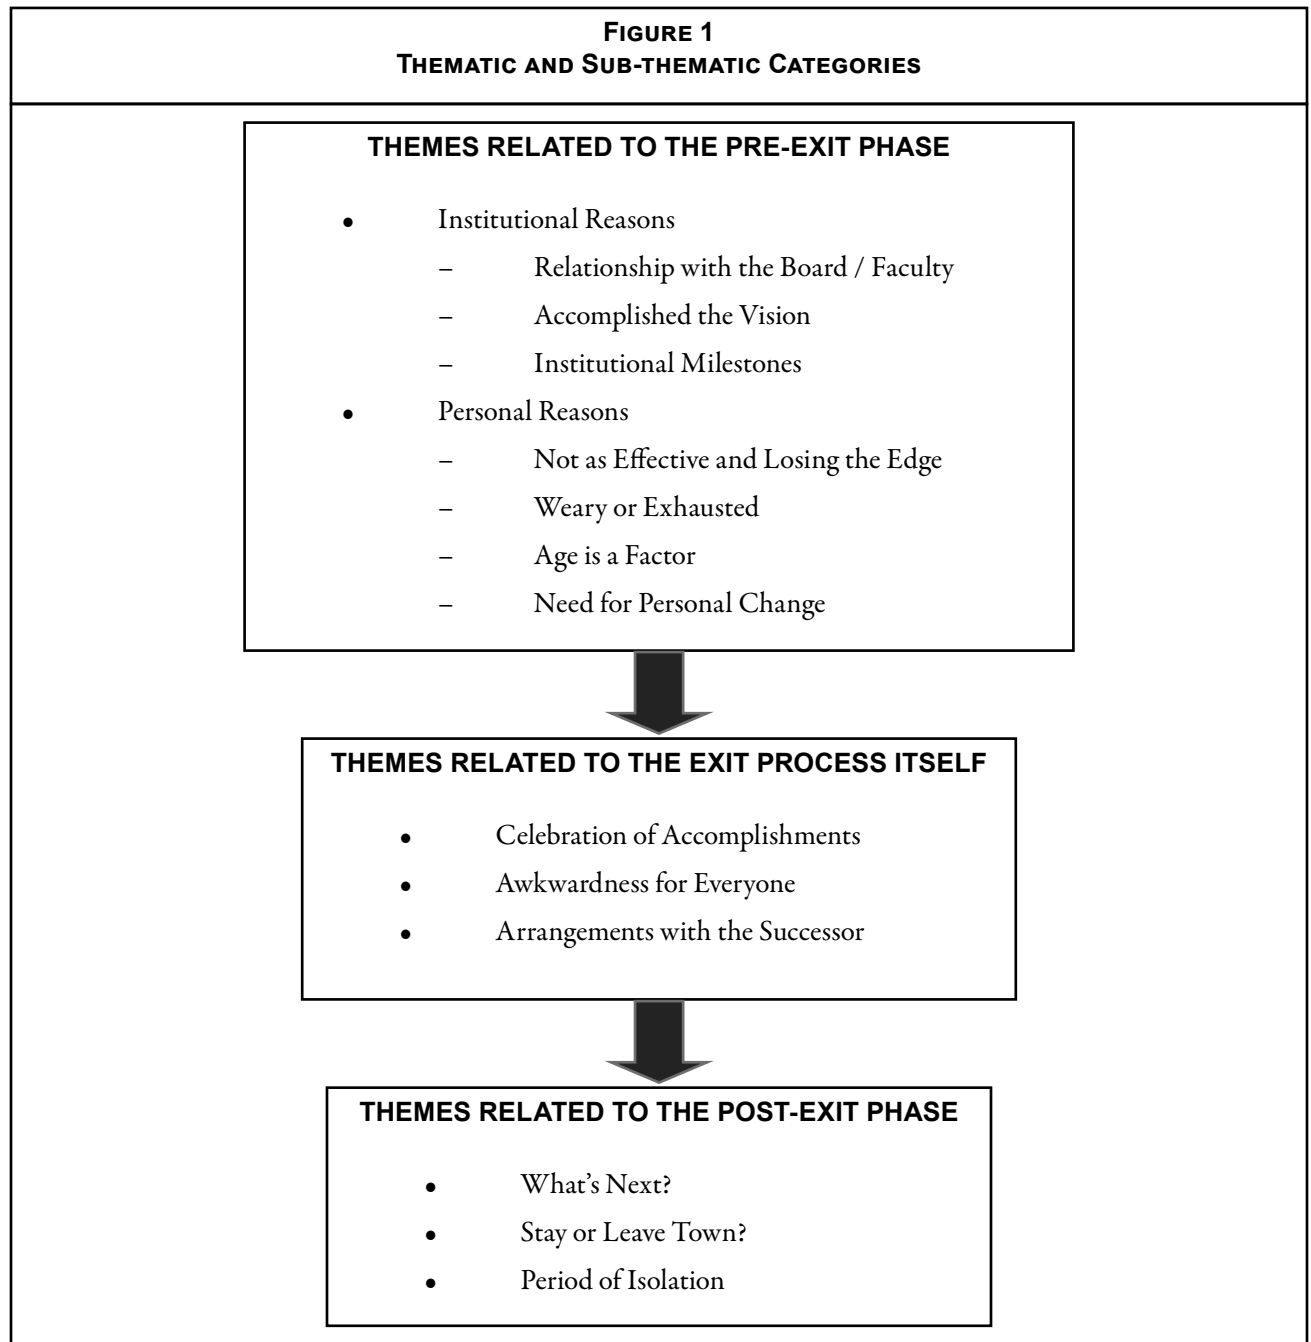 FIGURE 1
THEMATIC AND SUB-THEMATIC CATEGORIES
THEMES RELATED TO THE PRE-EXIT PHASE
• Institutional Reasons
– Relationship with the Board / Faculty
– Accomplished the Vision
– Institutional Milestones
• Personal Reasons
– Not as Effective and Losing the Edge
– Weary or Exhausted
– Age is a Factor
– Need for Personal Change
THEMES RELATED TO THE EXIT PROCESS ITSELF
• Celebration of Accomplishments
• Awkwardness for Everyone
• Arrangements with the Successor
THEMES RELATED TO THE POST-EXIT PHASE
• What’s Next?
• Stay or Leave Town?
• Period of Isolation